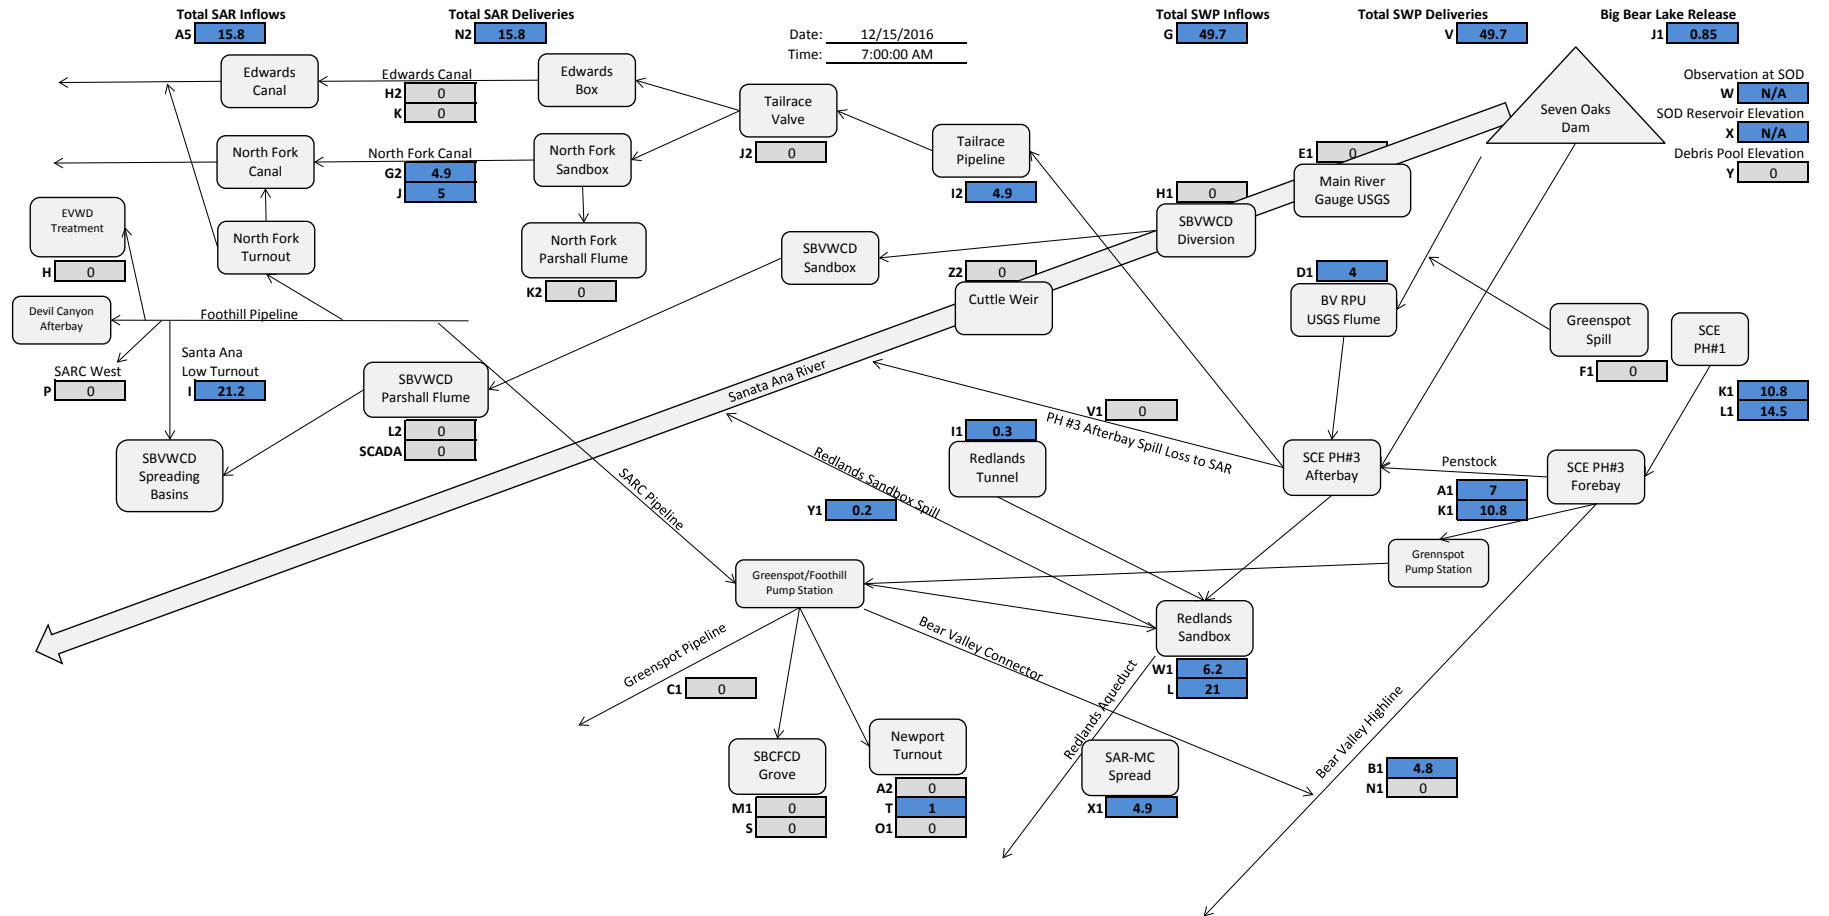 Total SAR Inflows
A5 15.8
Total SAR Deliveries
N2 15.8
Date: 12/15/2016
Time: 7:00:00 AM
Total SWP Inflows
G 49.7
Total SWP Deliveries
V 49.7
Big Bear Lake Release
J1 0.85
Observation at SOD
W N/A
SOD Reservoir Elevation
X N/A
Debris Pool Elevation
Y 0
Seven Oaks
Dam
Edwards
Canal
Edwards Canal
H2 0
K 0
Edwards
Box
Tailrace
Valve
J2 0
Tailrace
Pipeline
I2 4.9
E1 0
Main River
Gauge USGS
H1 0
SBVWCD
Diversion
North Fork
Canal
North Fork Canal
G2 4.9
J 5
North Fork
Sandbox
North Fork
Parshall Flume
K2 0
EVWD
Treatment
H 0
North Fork
Turnout
SBVWCD
Sandbox
Z2 0
Cuttle Weir
D1 4
BV RPU
USGS Flume
Greenspot
Spill
F1 0
SCE
PH#1
K1 10.8
L1 14.5
Devil Canyon
Afterbay
Foothill Pipeline
SARC West
P 0
Santa Ana
Low Turnout
I 21.2
SBVWCD
Parshall Flume
L2 0
SCADA 0
SBVWCD
Spreading
Basins
Sanata Ana River
V1 0
PH #3 Afterbay Spill Loss to SAR
I1 0.3
Redlands
Tunnel
Redlands Sandbox Spill
Y1 0.2
SARC Pipeline
SCE PH#3
Afterbay
Penstock
A1 7
K1 10.8
SCE PH#3
Forebay
Grennspot
Pump Station
Greenspot/Foothill
Pump Station
Redlands
Sandbox
W1 6.2
L 21
Greenspot Pipeline
C1 0
Bear Valley Connector
Redlands Aqueduct
Bear Valley Highline
SBCFCD
Grove
M1 0
S 0
Newport
Turnout
A2 0
T 1
O1 0
SAR-MC
Spread
X1 4.9
B1 4.8
N1 0